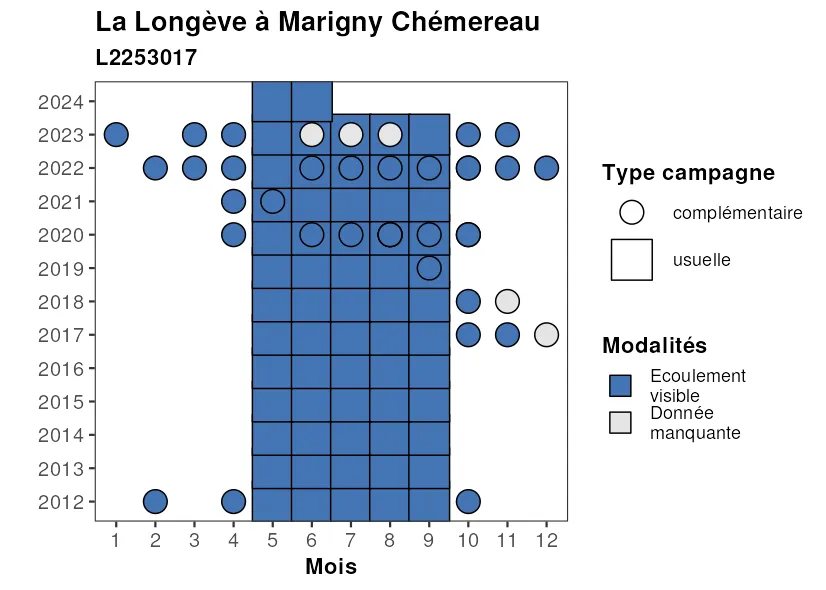 La Longève à Marigny Chémereau
L2253017
2024
2023
2022
2021
2020
2019
2018
2017
2016
2015
2014
2013
2012
1 2 3 4 5 6 7 8 9 10 11 12
Mois
Type campagne
complémentaire
usuelle
Modalités
Ecoulement
visible
Donnée
manquante